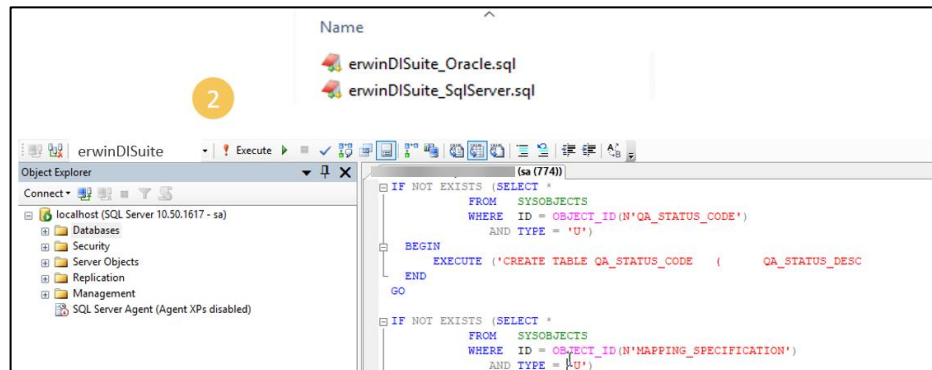 Name
erwinDISuite_Oracle.sql
erwinDISuite_SqlServer.sql
2
erwinDISuite
Execute
Object Explorer
Connect
localhost (SQL Server 10.50.1617 - sa)
Databases
Security
Server Objects
Replication
Management
SQL Server Agent (Agent XPs disabled)
(sa (774))
IF NOT EXISTS (SELECT *
FROM SYSOBJECTS
WHERE ID = OBJECT_ID(N'QA_STATUS_CODE')
AND TYPE = 'U')
BEGIN
EXECUTE ('CREATE TABLE QA_STATUS_CODE ( QA_STATUS_DESC
END
GO
IF NOT EXISTS (SELECT *
FROM SYSOBJECTS
WHERE ID = OBJECT_ID(N'MAPPING_SPECIFICATION')
AND TYPE = 'U')